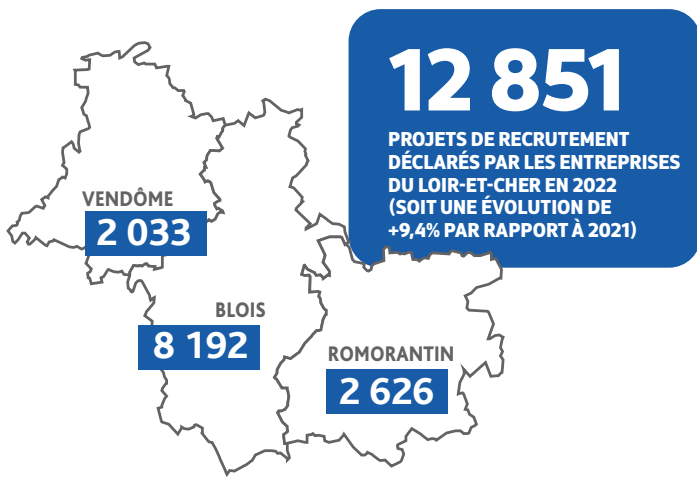 12 851
PROJETS DE RECRUTEMENT
DÉCLARÉS PAR LES ENTREPRISES
DU LOIR-ET-CHER EN 2022
(SOIT UNE ÉVOLUTION DE
+9,4% PAR RAPPORT À 2021)
VENDÔME
2 033
BLOIS
8 192
ROMORANTIN
2 626